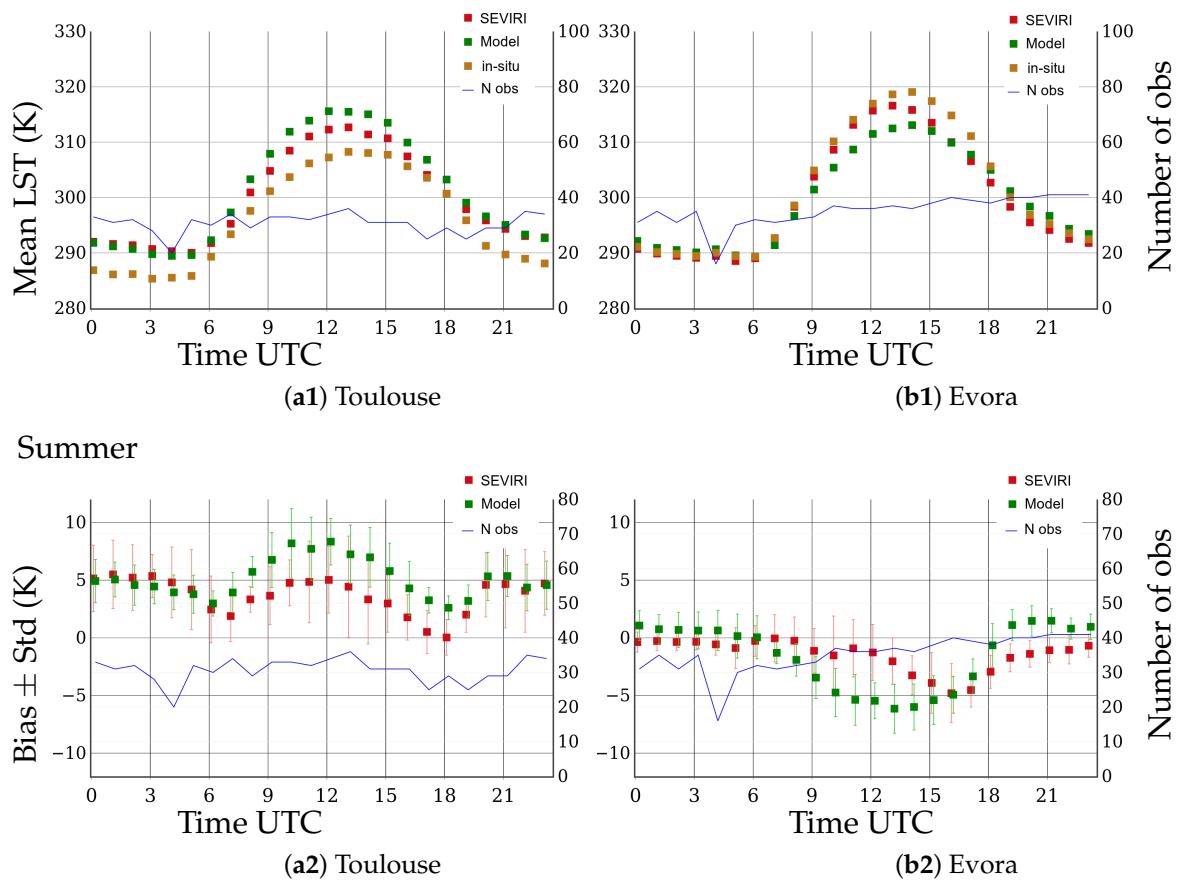 SEVIRI
Model
in-situ
N obs
330
320
310
300
290
280
100
80
60
40
20
0
0 3 6 9 12 15 18 21
Mean LST (K)
Time UTC
(a1) Toulouse
SEVIRI
Model
in-situ
N obs
330
320
310
300
290
280
100
80
60
40
20
0
0 3 6 9 12 15 18 21
Number of obs
Time UTC
(b1) Evora
Summer
SEVIRI
Model
N obs
10
5
0
−5
−10
80
70
60
50
40
30
20
10
0
0 3 6 9 12 15 18 21
Bias ± Std (K)
Time UTC
(a2) Toulouse
SEVIRI
Model
N obs
10
5
0
−5
−10
80
70
60
50
40
30
20
10
0
0 3 6 9 12 15 18 21
Number of obs
Time UTC
(b2) Evora